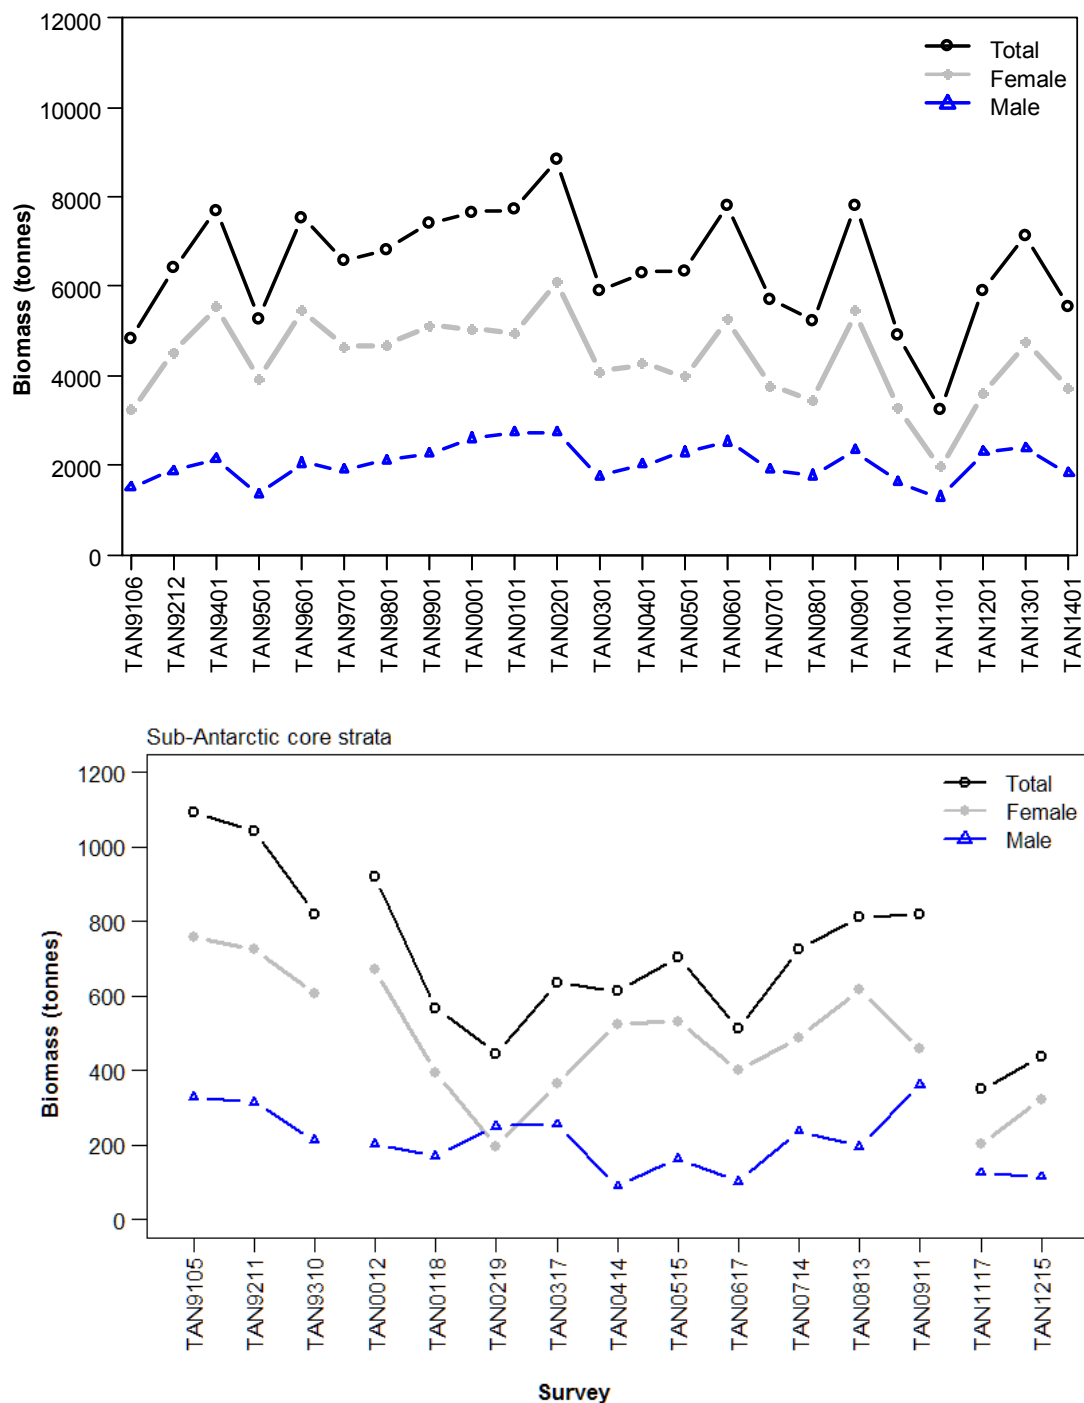 12000
10000
8000
6000
4000
2000
0
Biomass (tonnes)
Total
Female
Male
TAN9106
TAN9212
TAN9401
TAN9501
TAN9601
TAN9701
TAN9801
TAN9901
TAN0001
TAN0101
TAN0201
TAN0301
TAN0401
TAN0501
TAN0601
TAN0701
TAN0801
TAN0901
TAN1001
TAN1101
TAN1201
TAN1301
TAN1401
Sub-Antarctic core strata
1200
1000
800
600
400
200
0
Biomass (tonnes)
Total
Female
Male
TAN9105
TAN9211
TAN9310
TAN0012
TAN0118
TAN0219
TAN0317
TAN0414
TAN0515
TAN0617
TAN0714
TAN0813
TAN0911
TAN1117
TAN1215
Survey